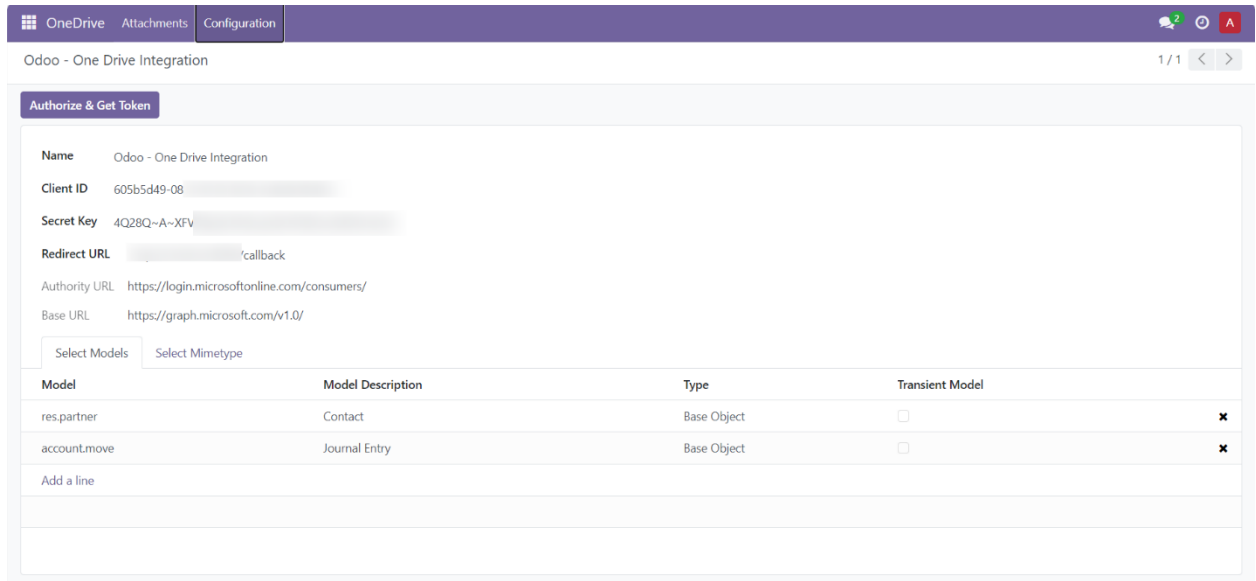 OneDrive Attachments Configuration 2 A
Odoo - One Drive Integration 1 / 1
Authorize & Get Token
Name Odoo - One Drive Integration
Client ID 605b5d49-08
Secret Key 4Q28Q~A~XFV
Redirect URL /callback
Authority URL https://login.microsoftonline.com/consumers/
Base URL https://graph.microsoft.com/v1.0/
Select Models Select Mimetype
Model Model Description Type Transient Model
res.partner Contact Base Object
account.move Journal Entry Base Object
Add a line